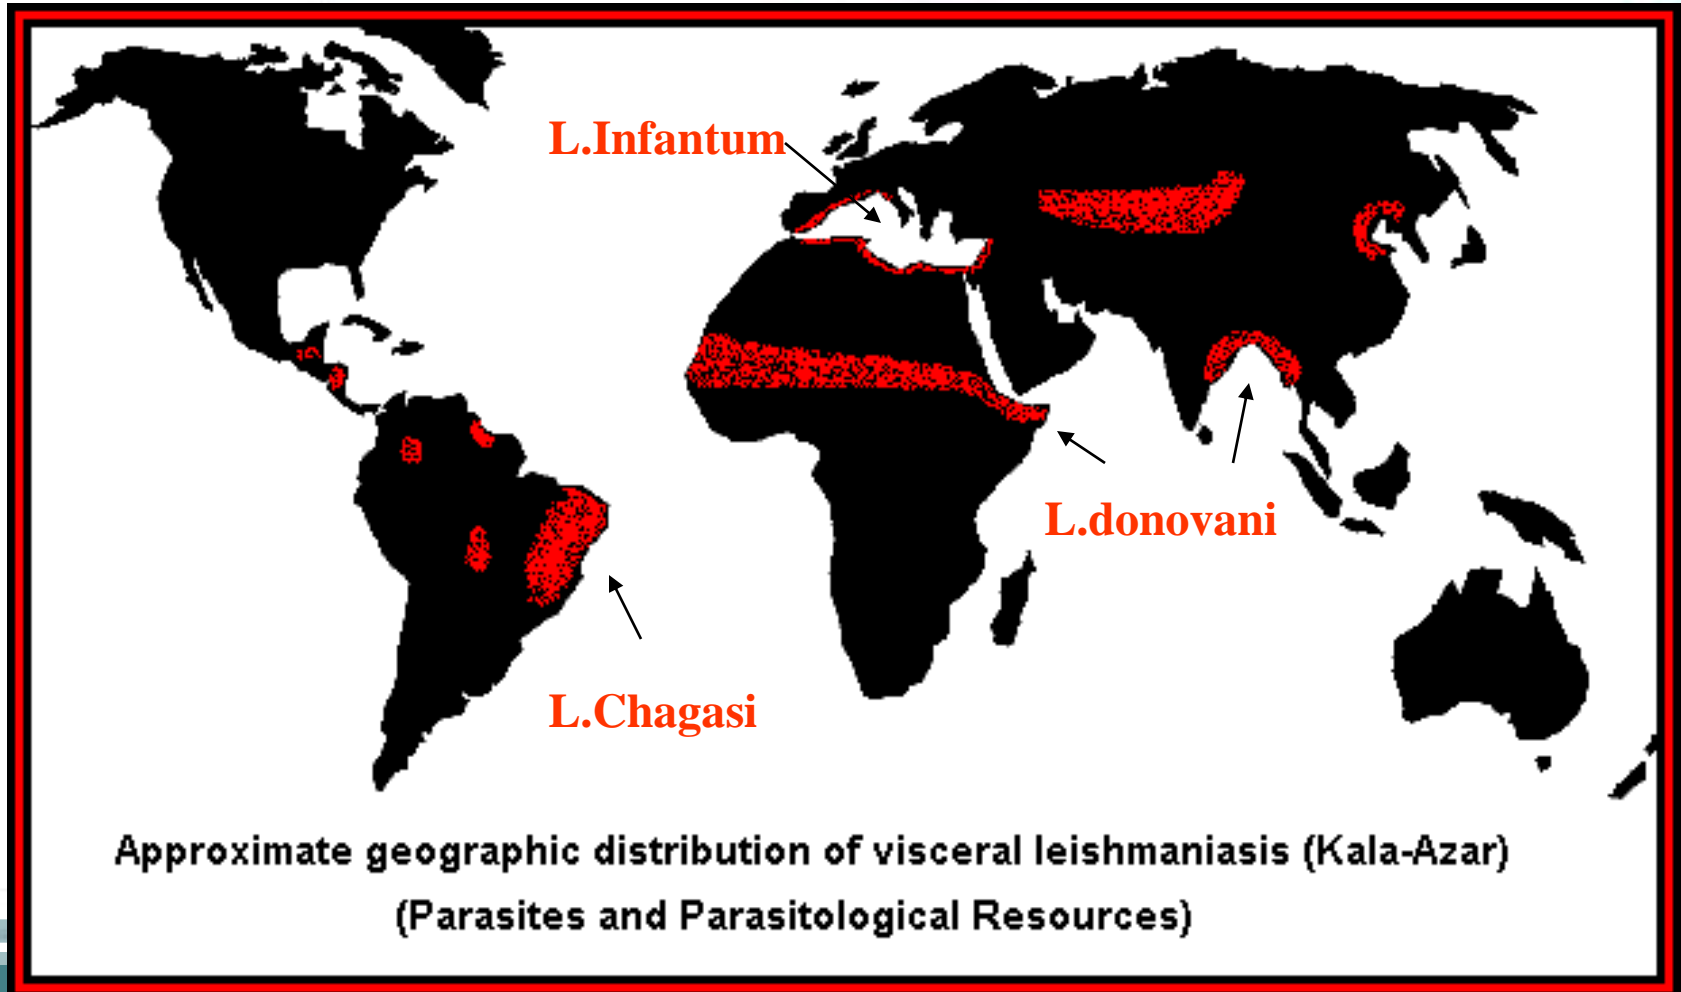 L.Infantum
L.donovani
L.Chagasi
Approximate geographic distribution of visceral leishmaniasis (Kala-Azar)
(Parasites and Parasitological Resources)